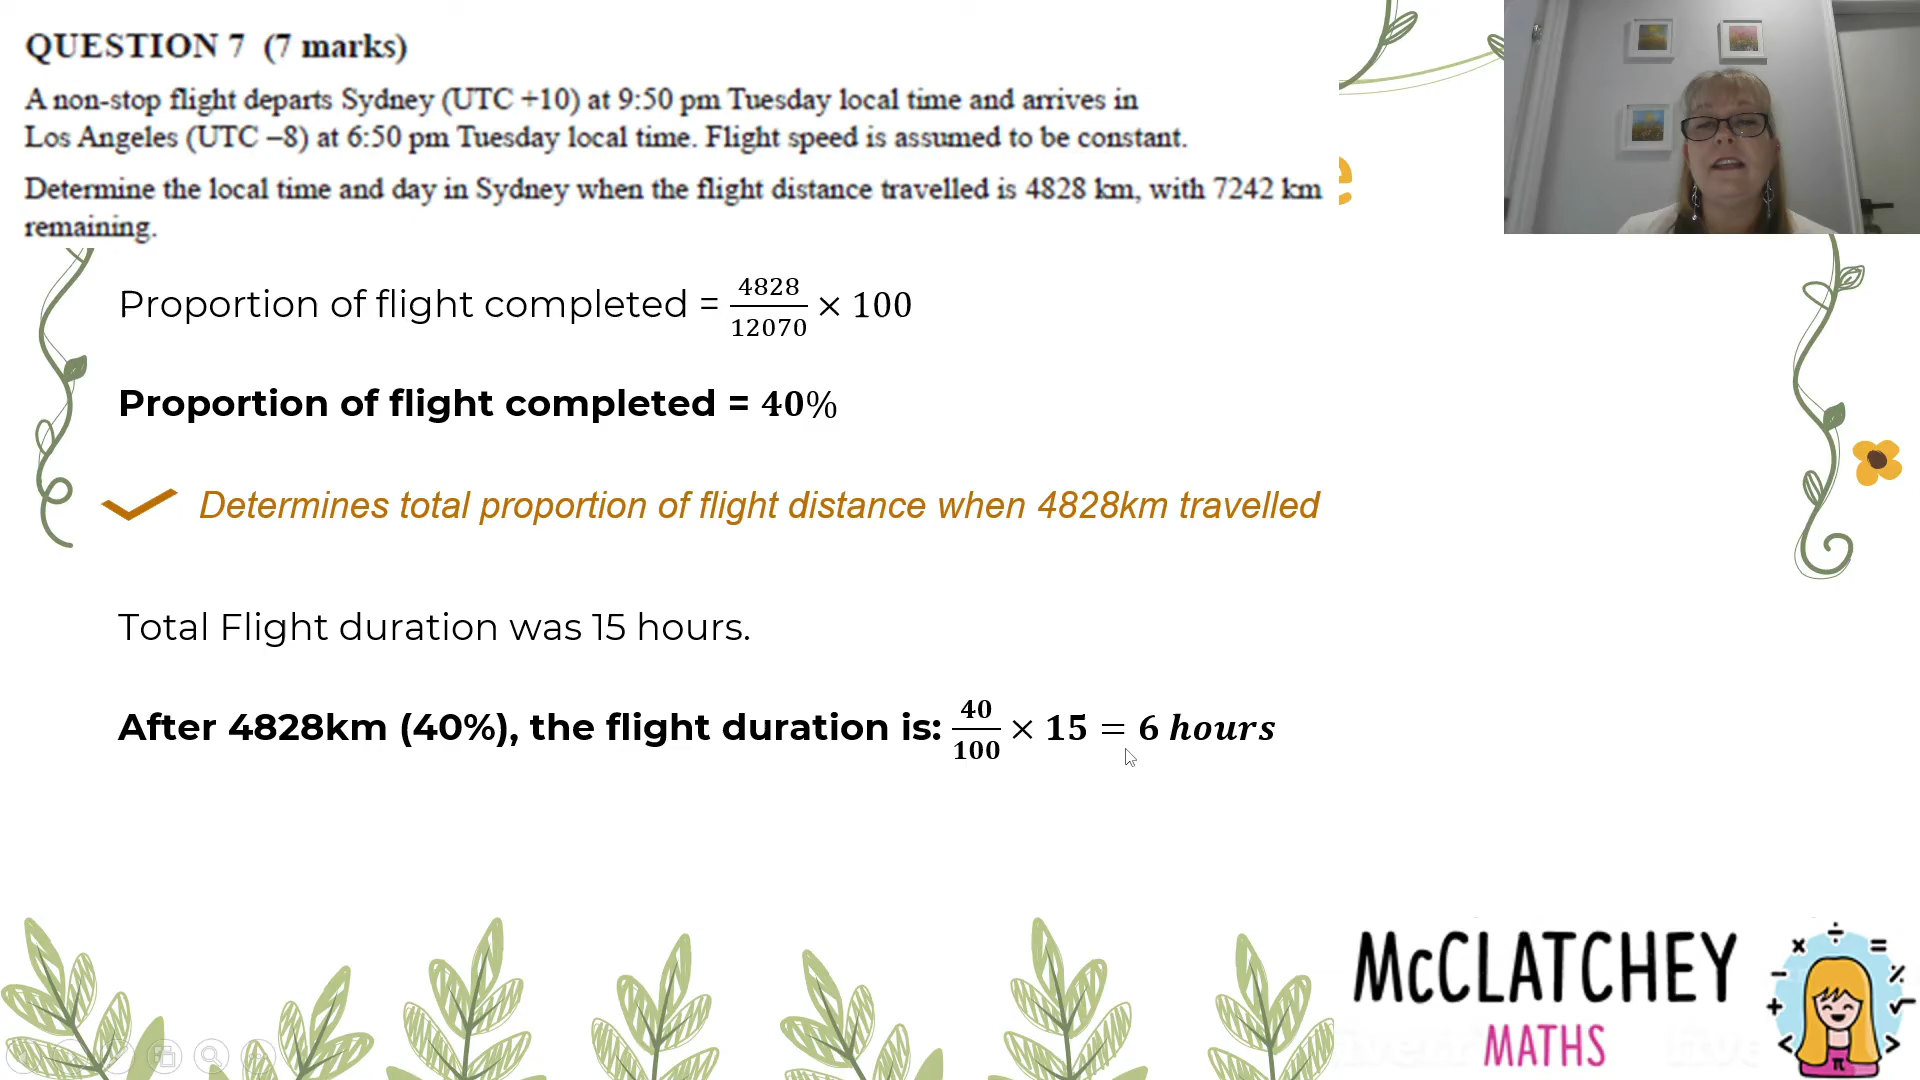 QUESTION 7 (7 marks)
A non-stop flight departs Sydney (UTC +10) at 9:50 pm Tuesday local time and arrives in
Los Angeles (UTC –8) at 6:50 pm Tuesday local time. Flight speed is assumed to be constant.
Determine the local time and day in Sydney when the flight distance travelled is 4828 km, with 7242 km
remaining.
Proportion of flight completed = 4828/12070 × 100
Proportion of flight completed = 40%
Determines total proportion of flight distance when 4828km travelled
Total Flight duration was 15 hours.
After 4828km (40%), the flight duration is: 40/100 × 15 = 6 hours
McCLATCHEY
MATHS